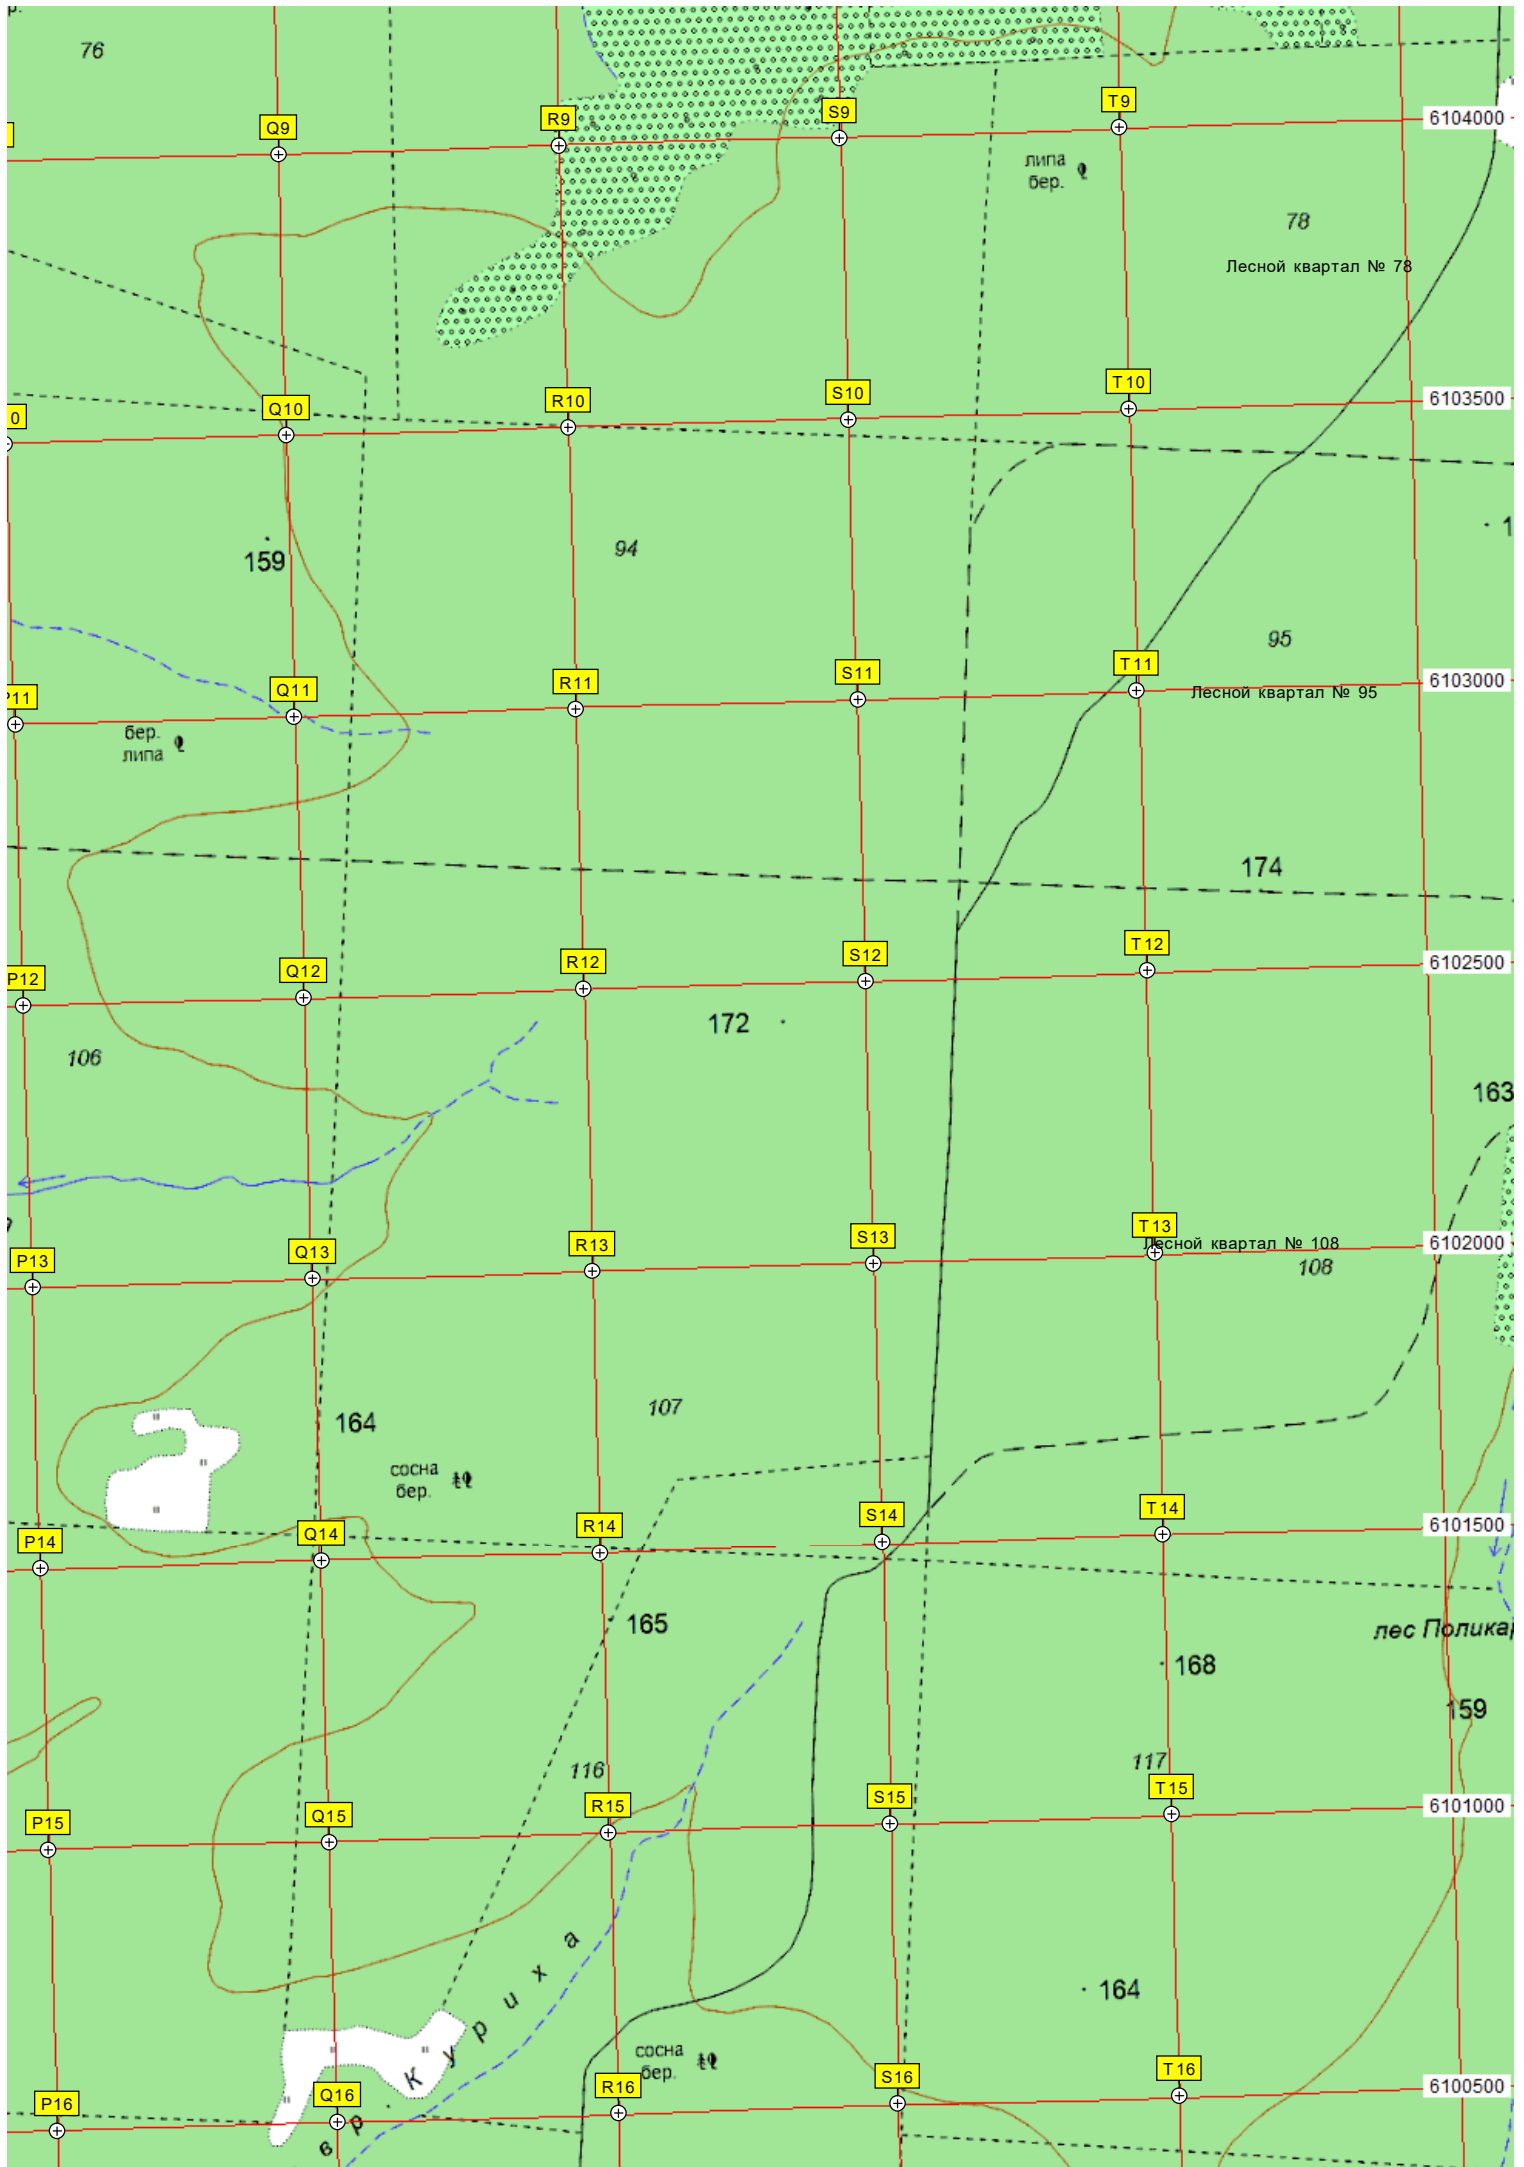 76
Q9
R9
S9
T9
6104000
липа
бер.
78
Лесной квартал № 78
Q10
R10
S10
T10
6103500
159
94
95
P11
Q11
R11
S11
T11
6103000
Лесной квартал № 95
бер.
липа
174
P12
Q12
R12
S12
T12
6102500
172
106
163
P13
Q13
R13
S13
T13
6102000
Лесной квартал № 108
108
107
164
сосна
бер.
P14
Q14
R14
S14
T14
6101500
165
лес Полика
168
159
116
117
P15
Q15
R15
S15
T15
6101000
164
вр. Куриха
сосна
бер.
P16
Q16
R16
S16
T16
6100500